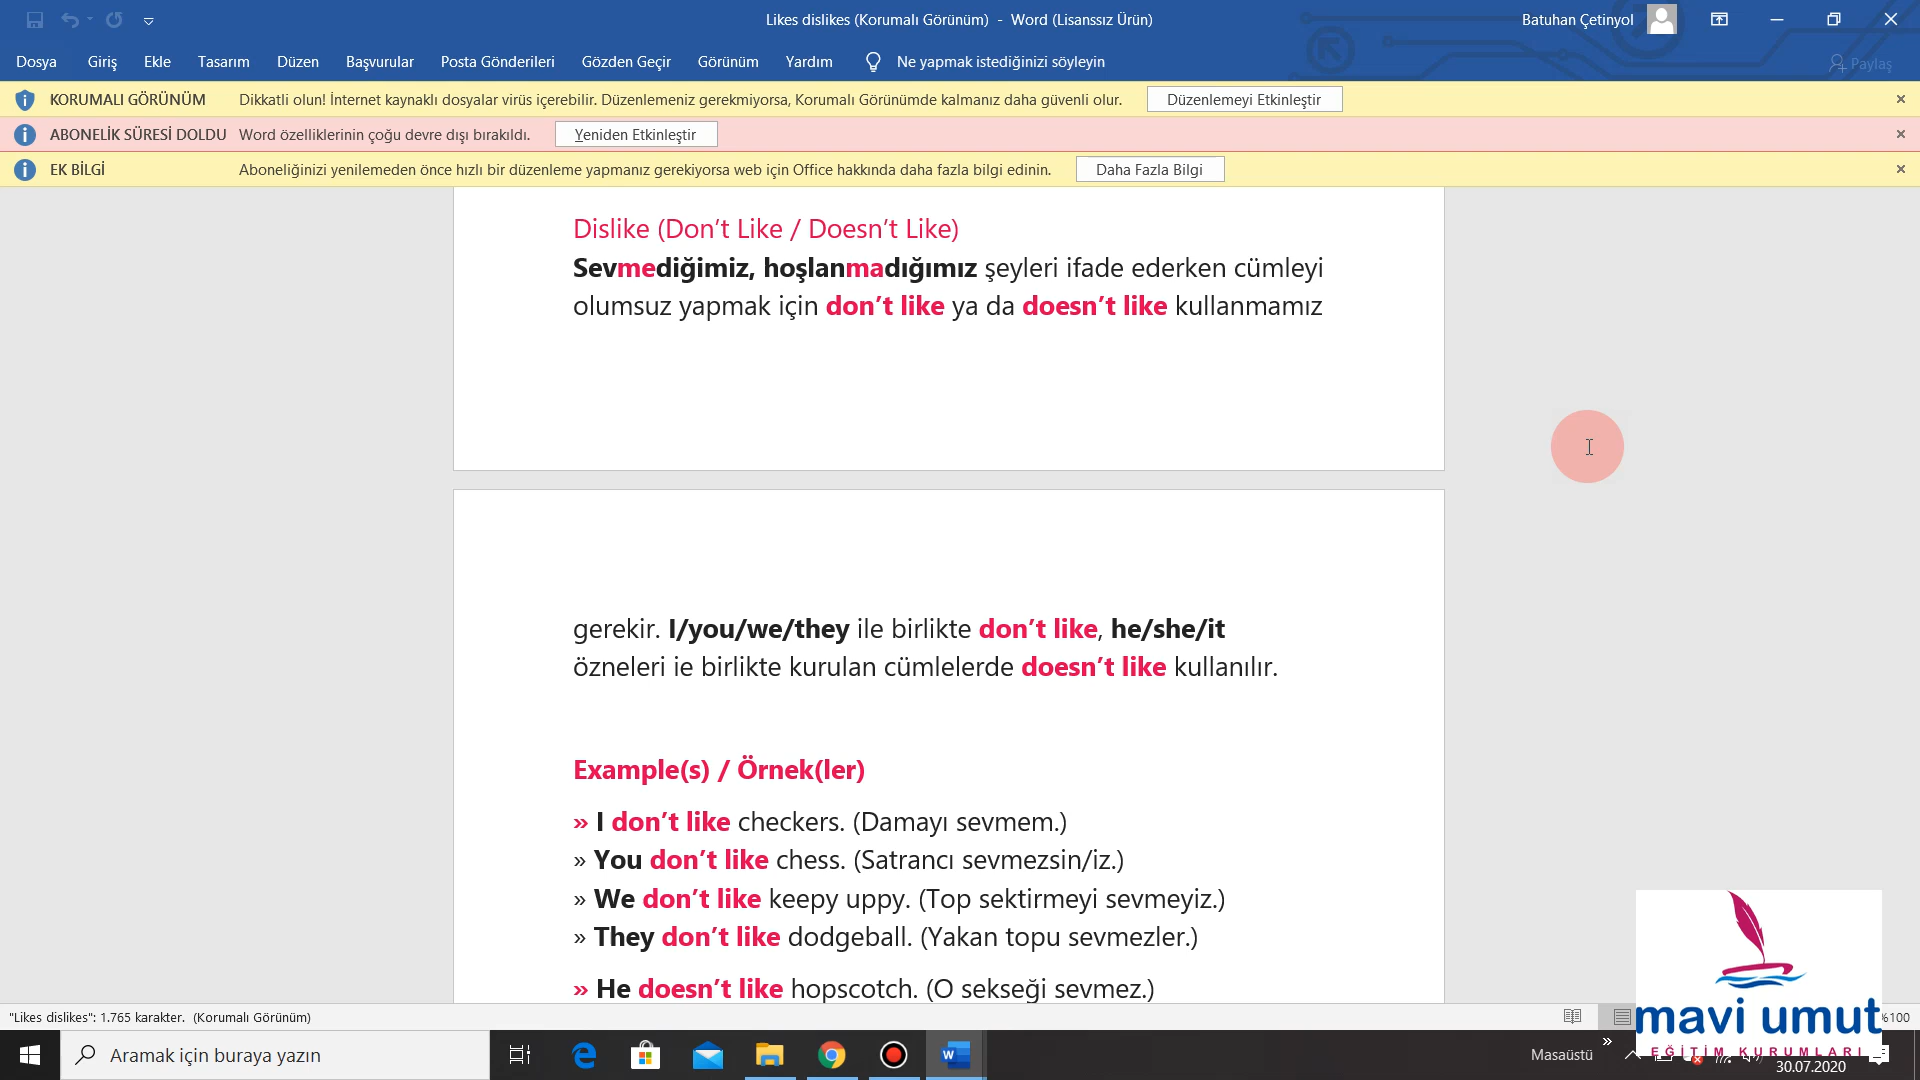 Likes dislikes (Korumalı Görünüm) - Word (Lisanssız Ürün)
Batuhan Çetinyol
Dosya Giriş Ekle Tasarım Düzen Başvurular Posta Gönderileri Gözden Geçir Görünüm Yardım Ne yapmak istediğinizi söyleyin
Paylaş
KORUMALI GÖRÜNÜM Dikkatli olun! İnternet kaynaklı dosyalar virüs içerebilir. Düzenlemeniz gerekmiyorsa, Korumalı Görünümde kalmanız daha güvenli olur. Düzenlemeyi Etkinleştir
ABONELİK SÜRESİ DOLDU Word özelliklerinin çoğu devre dışı bırakıldı. Yeniden Etkinleştir
EK BİLGİ Aboneliğinizi yenilemeden önce hızlı bir düzenleme yapmanız gerekiyorsa web için Office hakkında daha fazla bilgi edinin. Daha Fazla Bilgi
Dislike (Don’t Like / Doesn’t Like)
Sevmediğimiz, hoşlanmadığımız şeyleri ifade ederken cümleyi
olumsuz yapmak için don’t like ya da doesn’t like kullanmamız
gerekir. I/you/we/they ile birlikte don’t like, he/she/it
özneleri ie birlikte kurulan cümlelerde doesn’t like kullanılır.
Example(s) / Örnek(ler)
» I don’t like checkers. (Damayı sevmem.)
» You don’t like chess. (Satrancı sevmezsin/iz.)
» We don’t like keepy uppy. (Top sektirmeyi sevmeyiz.)
» They don’t like dodgeball. (Yakan topu sevmezler.)
» He doesn’t like hopscotch. (O sekseği sevmez.)
"Likes dislikes": 1.765 karakter. (Korumalı Görünüm)
%100
mavi umut
EĞİTİM KURUMLARI
Aramak için buraya yazın
Masaüstü
30.07.2020